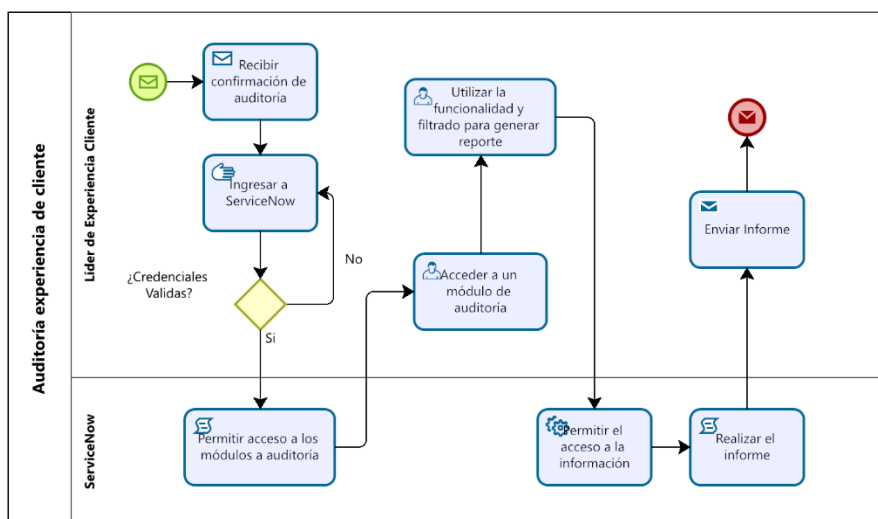 Auditoría experiencia de cliente
Líder de Experiencia Cliente
Recibir
confirmación de
auditoría
Ingresar a
ServiceNow
¿Credenciales
Validas?
No
Si
Utilizar la
funcionalidad y
filtrado para generar
reporte
Acceder a un
módulo de
auditoría
Enviar Informe
ServiceNow
Permitir acceso a los
módulos a auditoría
Permitir el
acceso a la
información
Realizar el
informe